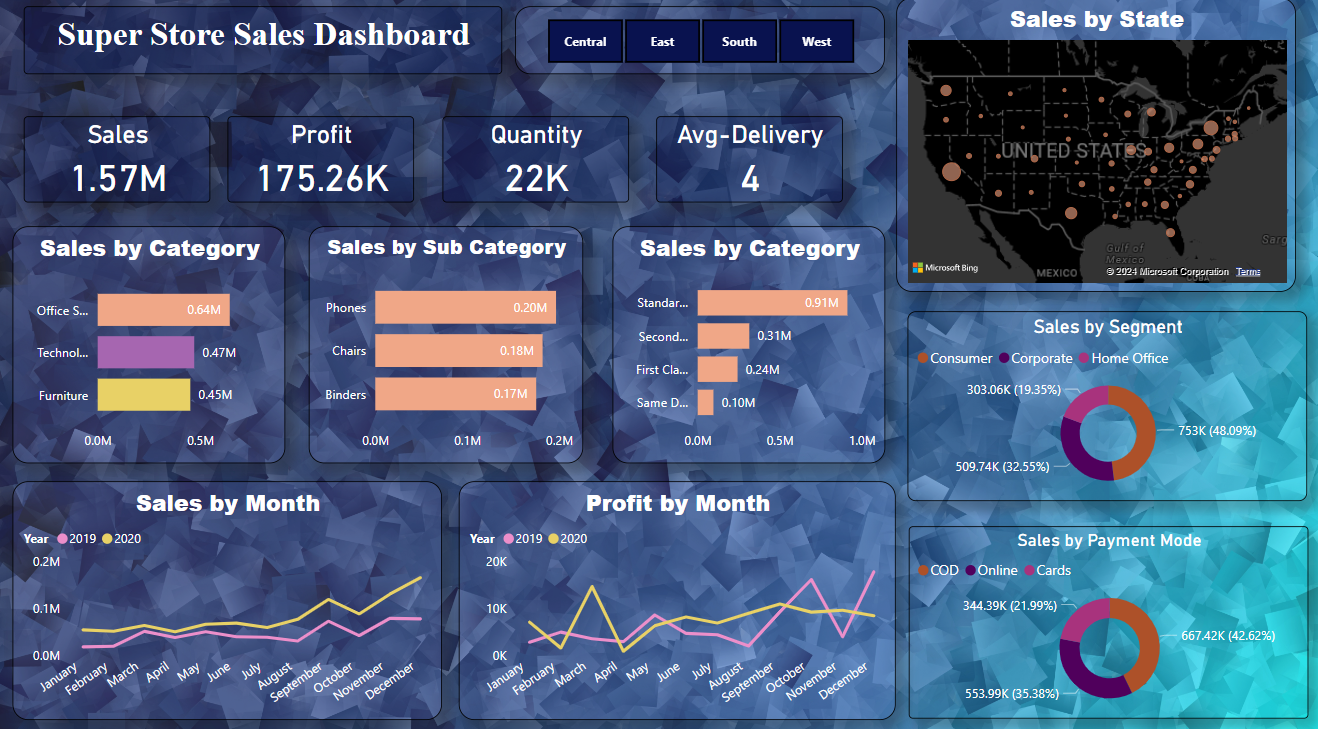 Super Store Sales Dashboard
Central
East
South
West
Sales
1.57M
Profit
175.26K
Quantity
22K
Avg-Delivery
4
Sales by State
UNITED STATES
Gulf of
Mexico
MEXICO
CUBA
Sarg
Microsoft Bing
© 2024 Microsoft Corporation Terms
Sales by Category
Office S... 0.64M
Technol... 0.47M
Furniture 0.45M
0.0M 0.5M
Sales by Sub Category
Phones 0.20M
Chairs 0.18M
Binders 0.17M
0.0M 0.1M 0.2M
Sales by Category
Standar... 0.91M
Second... 0.31M
First Cla... 0.24M
Same D... 0.10M
0.0M 0.5M 1.0M
Sales by Segment
Consumer Corporate Home Office
303.06K (19.35%)
753K (48.09%)
509.74K (32.55%)
Sales by Month
Year 2019 2020
0.2M
0.1M
0.0M
January February March April May June July August September October November December
Profit by Month
Year 2019 2020
20K
10K
0K
January February March April May June July August September October November December
Sales by Payment Mode
COD Online Cards
344.39K (21.99%)
667.42K (42.62%)
553.99K (35.38%)